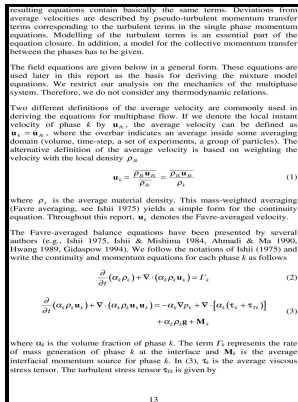 resulting equations contain basically the same terms. Deviations from
average velocities are described by pseudo-turbulent momentum transfer
terms corresponding to the turbulent terms in the single phase momentum
equations. Modelling of the turbulent terms is an essential part of the
equation closure. In addition, a model for the collective momentum transfer
between the phases has to be given.
The field equations are given below in a general form. These equations are
used later in this report as the basis for deriving the mixture model
equations. We restrict our analysis on the mechanics of the multiphase
system. Therefore, we do not consider any thermodynamic relations.
Two different definitions of the average velocity are commonly used in
deriving the equations for multiphase flow. If we denote the local instant
velocity of phase k by u_Ik, the average velocity can be defined as
u_k = \overline{u_Ik}, where the overbar indicates an average inside some averaging
domain (volume, time-step, a set of experiments, a group of particles). The
alternative definition of the average velocity is based on weighting the
velocity with the local density ρ_Ik
u_k = \overline{ρ_Ik u_Ik} / \overline{ρ_Ik} = \overline{ρ_Ik u_Ik} / ρ_k (1)
where ρ_k is the average material density. This mass-weighted averaging
(Favre averaging, see Ishii 1975) yields a simple form for the continuity
equation. Throughout this report, u_k denotes the Favre-averaged velocity.
The Favre-averaged balance equations have been presented by several
authors (e.g., Ishii 1975, Ishii & Mishima 1984, Ahmadi & Ma 1990,
Hwang 1989, Gidaspow 1994). We follow the notations of Ishii (1975) and
write the continuity and momentum equations for each phase k as follows
∂/∂t (α_k ρ_k) + ∇ · (α_k ρ_k u_k) = Γ_k (2)
∂/∂t (α_k ρ_k u_k) + ∇ · (α_k ρ_k u_k u_k) = −α_k ∇p_k + ∇ · [α_k (τ_k + τ_Tk)]
+ α_k ρ_k g + M_k (3)
where α_k is the volume fraction of phase k. The term Γ_k represents the rate
of mass generation of phase k at the interface and M_k is the average
interfacial momentum source for phase k. In (3), τ_k is the average viscous
stress tensor. The turbulent stress tensor τ_Tk is given by
13